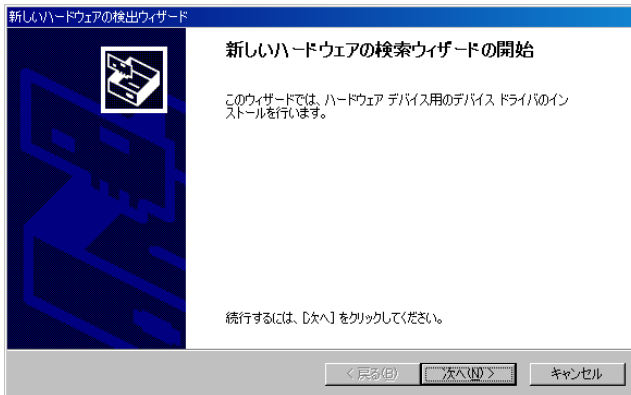 新しいハードウェアの検出ウィザード
新しいハードウェアの検索ウィザードの開始
このウィザードでは、ハードウェア デバイス用のデバイス ドライバのイン
ストールを行います。
続行するには、[次へ] をクリックしてください。
< 戻る(B)
次へ(N) >
キャンセル